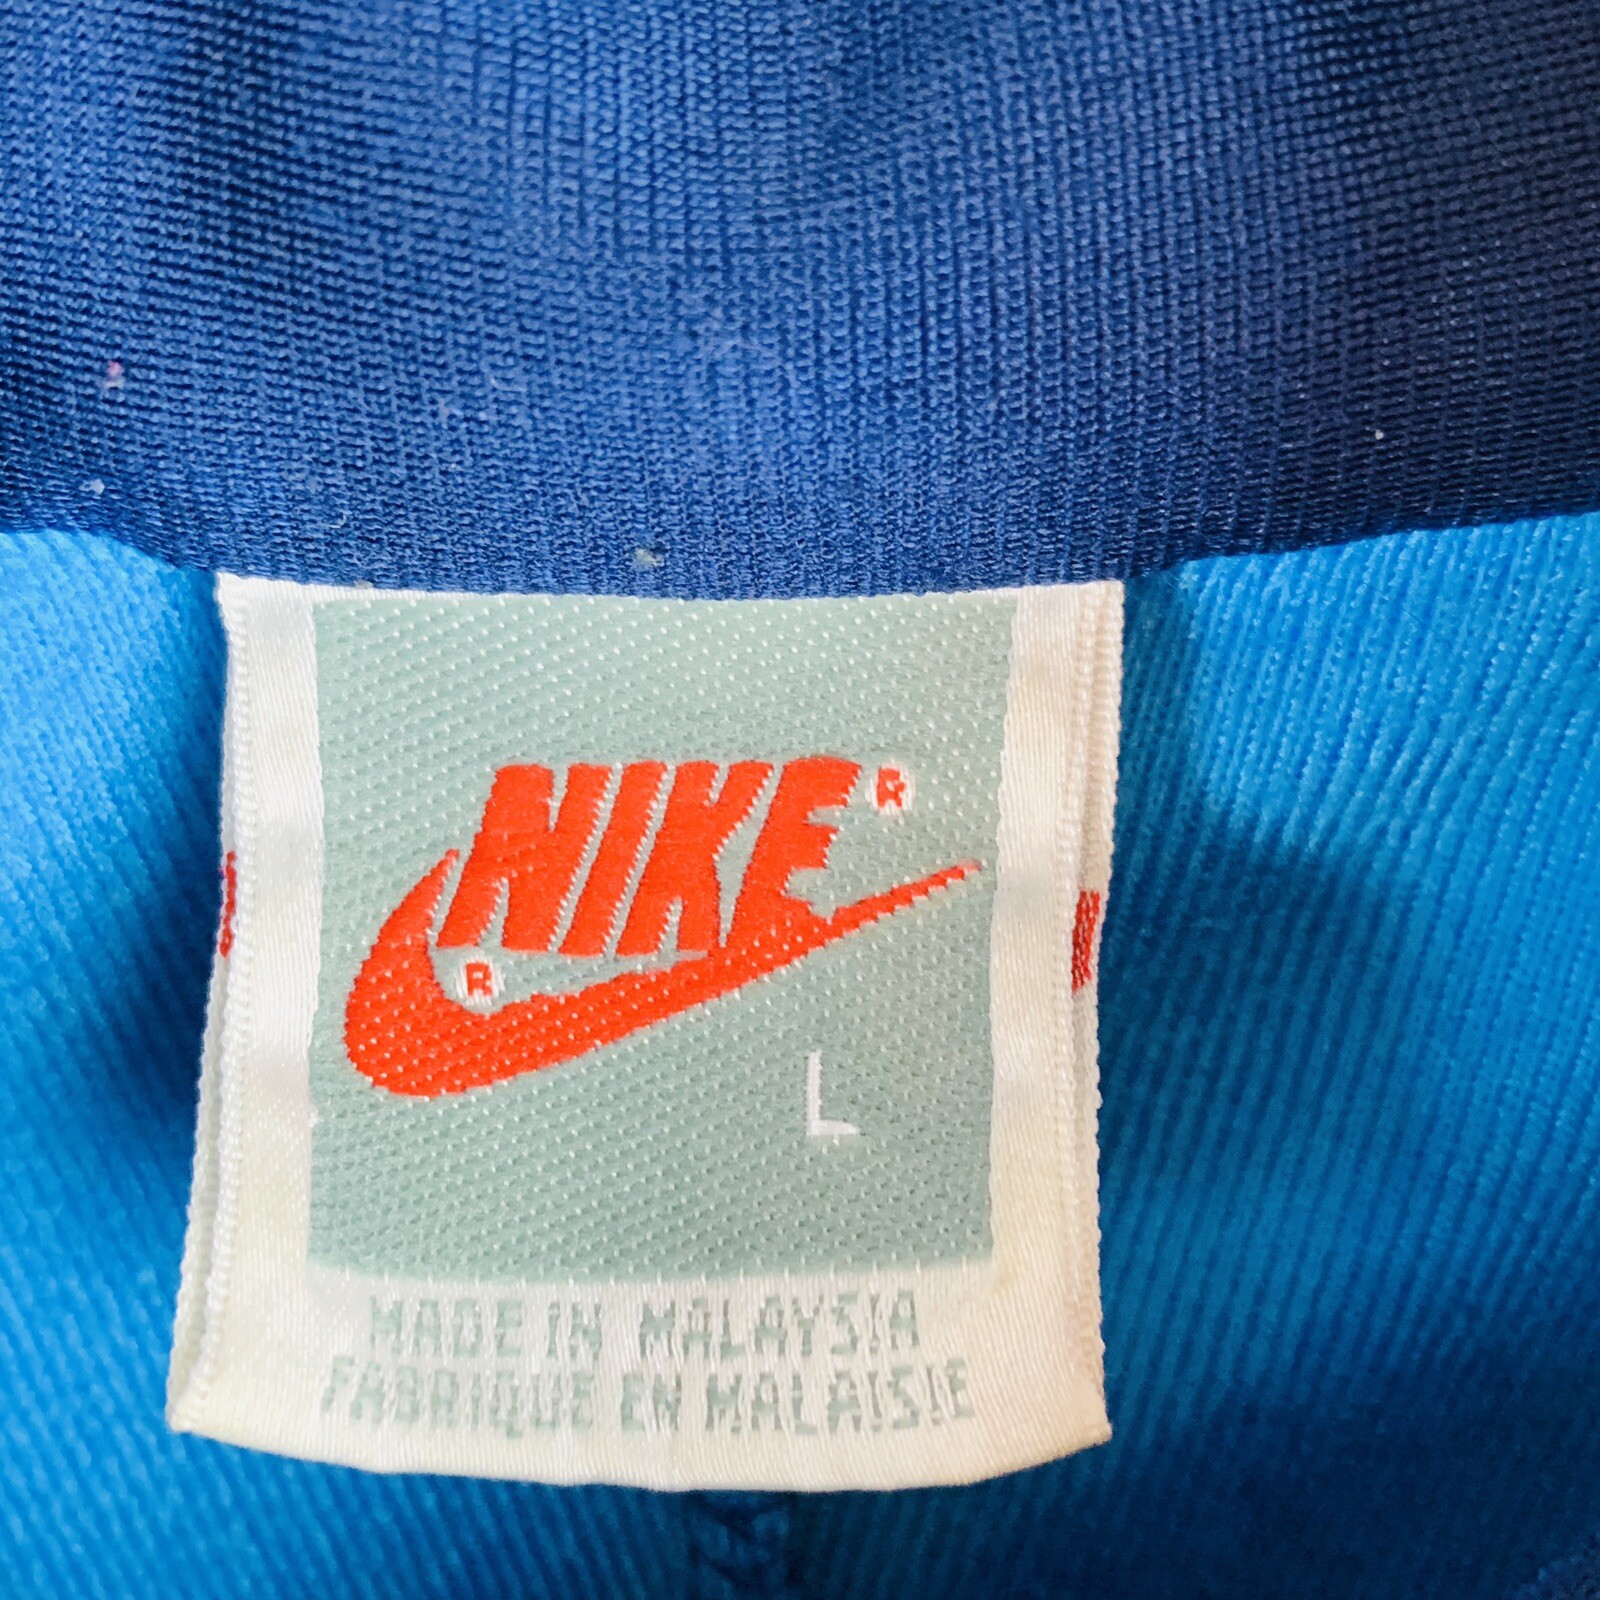 NIKE®
®
L
MADE IN MALAYSIA
FABRIQUE EN MALAISIE